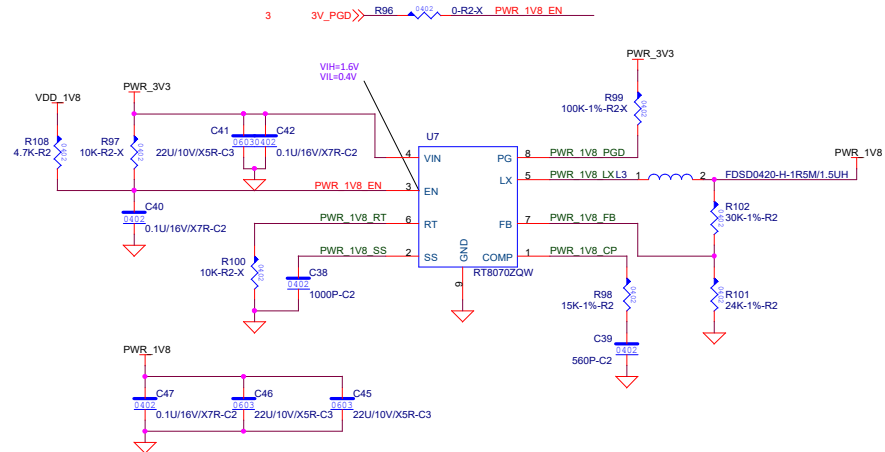 3 3V_PGD R96 0402 0-R2-X PWR_1V8_EN
VIH=1.6V
VIL=0.4V
PWR_3V3
VDD_1V8
PWR_3V3
R99
100K-1%-R2-X
0402
R108
4.7K-R2
0402
R97
10K-R2-X
0402
C41
0603
22U/10V/X5R-C3
C42
0402
0.1U/16V/X7R-C2
U7
PWR_1V8
4 VIN PG 8 PWR_1V8_PGD
LX 5 PWR_1V8_LX L3 1 2 FDSD0420-H-1R5M/1.5UH
PWR_1V8_EN 3 EN
C40
0402
0.1U/16V/X7R-C2
R102
30K-1%-R2
0402
PWR_1V8_RT 6 RT FB 7 PWR_1V8_FB
PWR_1V8_SS 2 SS COMP 1 PWR_1V8_CP
GND
9
RT8070ZQW
R100
10K-R2-X
0402
C38
0402
1000P-C2
R98
15K-1%-R2
0402
R101
24K-1%-R2
0402
C39
0402
560P-C2
PWR_1V8
C47
0402
0.1U/16V/X7R-C2
C46
0603
22U/10V/X5R-C3
C45
0603
22U/10V/X5R-C3